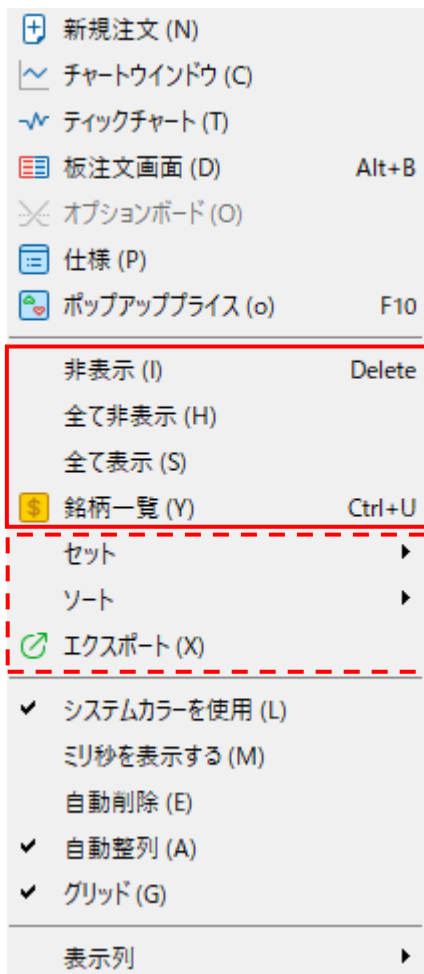 新規注文 (N)
チャートウインドウ (C)
ティックチャート (T)
板注文画面 (D) Alt+B
オプションボード (O)
仕様 (P)
ポップアッププライス (o) F10
非表示 (I) Delete
全て非表示 (H)
全て表示 (S)
$ 銘柄一覧 (Y) Ctrl+U
セット
ソート
エクスポート (X)
システムカラーを使用 (L)
ミリ秒を表示する (M)
自動削除 (E)
自動整列 (A)
グリッド (G)
表示列